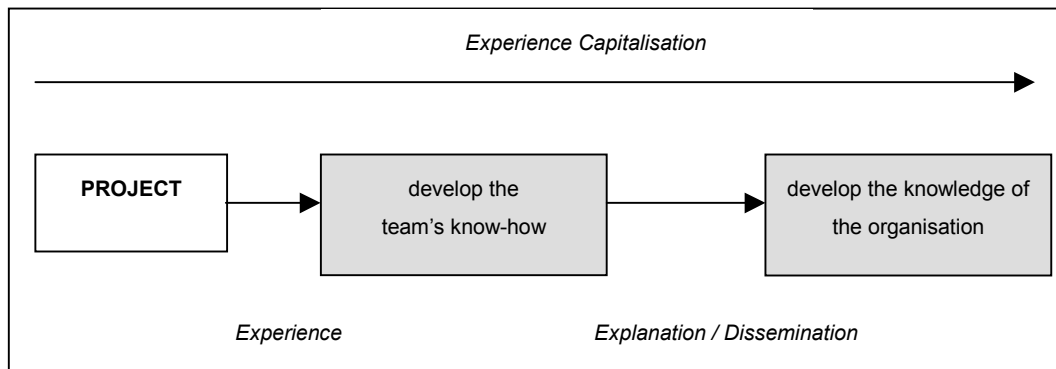 Experience Capitalisation
PROJECT
develop the
team’s know-how
develop the knowledge of
the organisation
Experience
Explanation / Dissemination